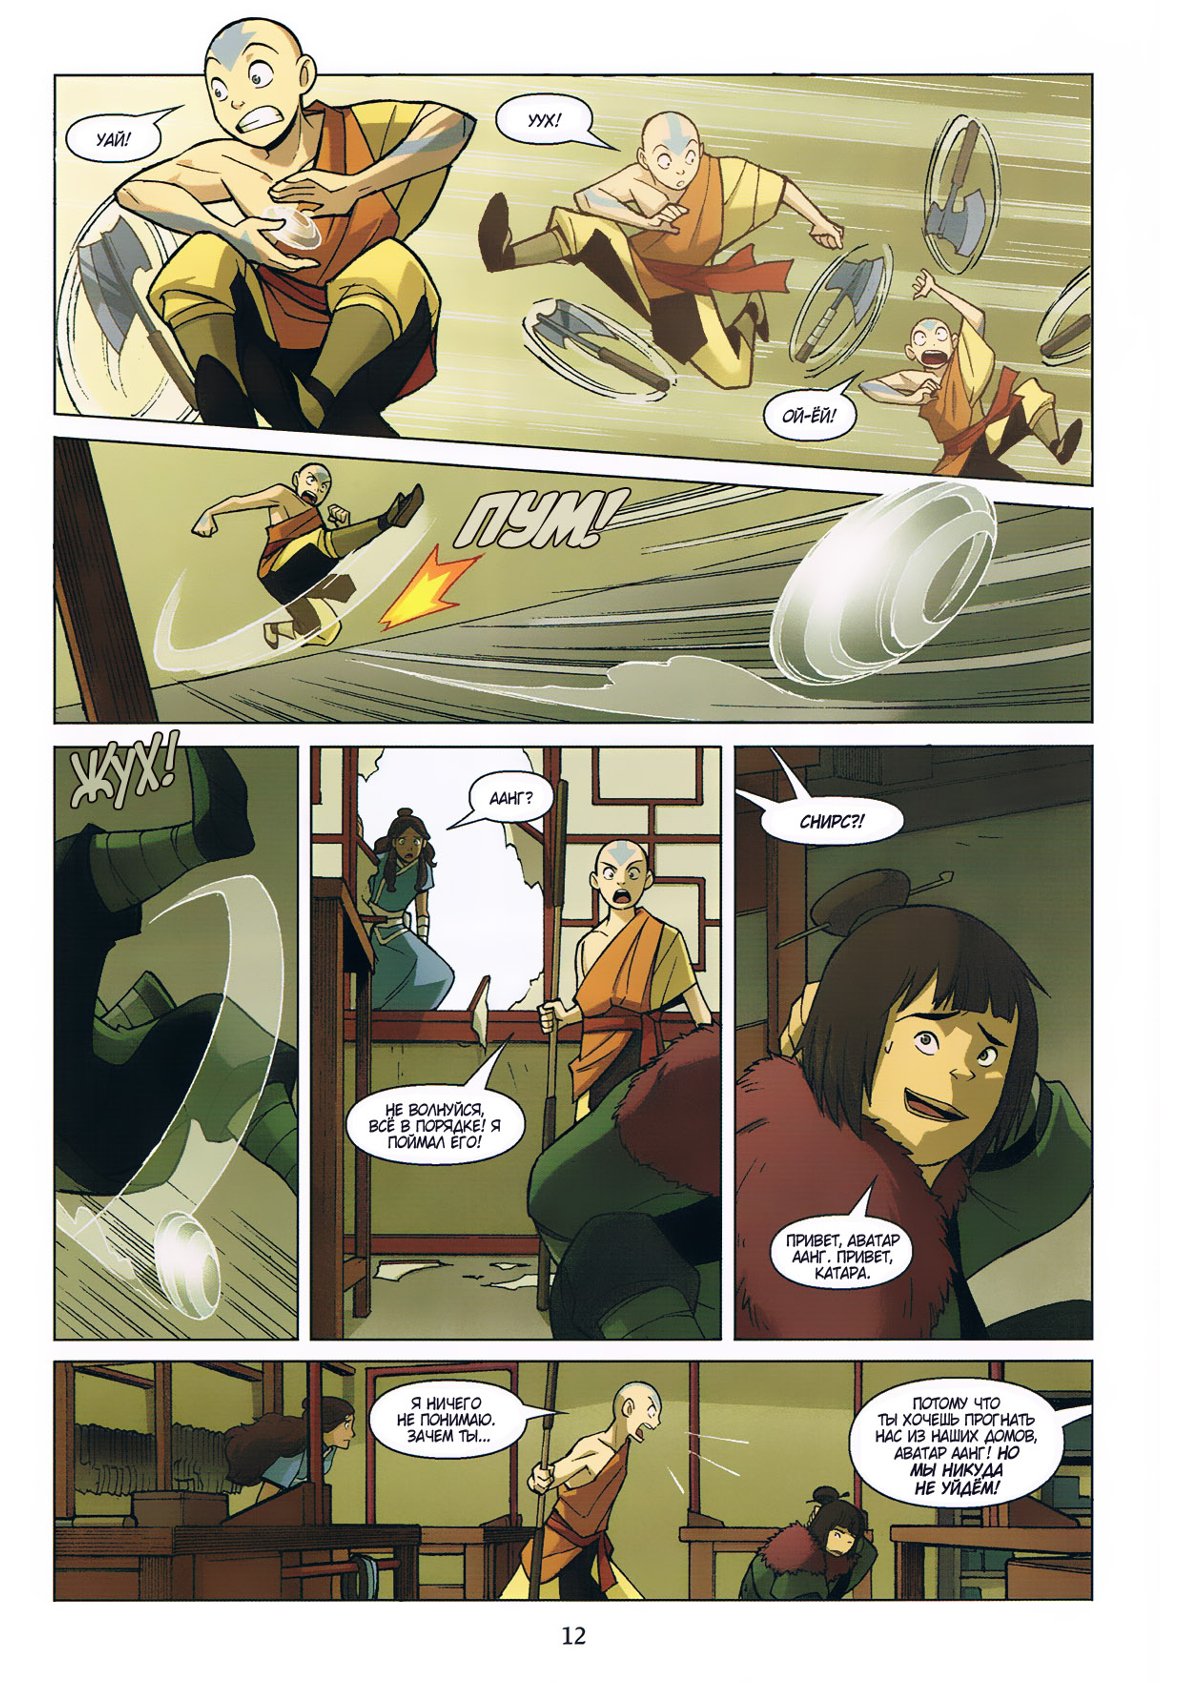 УАЙ!
УУХ!
ОЙ-ЁЙ!
ПУМ!
ЖУХ!
ААНГ?
НЕ ВОЛНУЙСЯ,
ВСЁ В ПОРЯДКЕ! Я
ПОЙМАЛ ЕГО!
СНИРС?!
ПРИВЕТ, АВАТАР
ААНГ. ПРИВЕТ,
КАТАРА.
Я НИЧЕГО
НЕ ПОНИМАЮ.
ЗАЧЕМ ТЫ...
ПОТОМУ ЧТО
ТЫ ХОЧЕШЬ ПРОГНАТЬ
НАС ИЗ НАШИХ ДОМОВ,
АВАТАР ААНГ! НО
МЫ НИКУДА
НЕ УЙДЁМ!
12